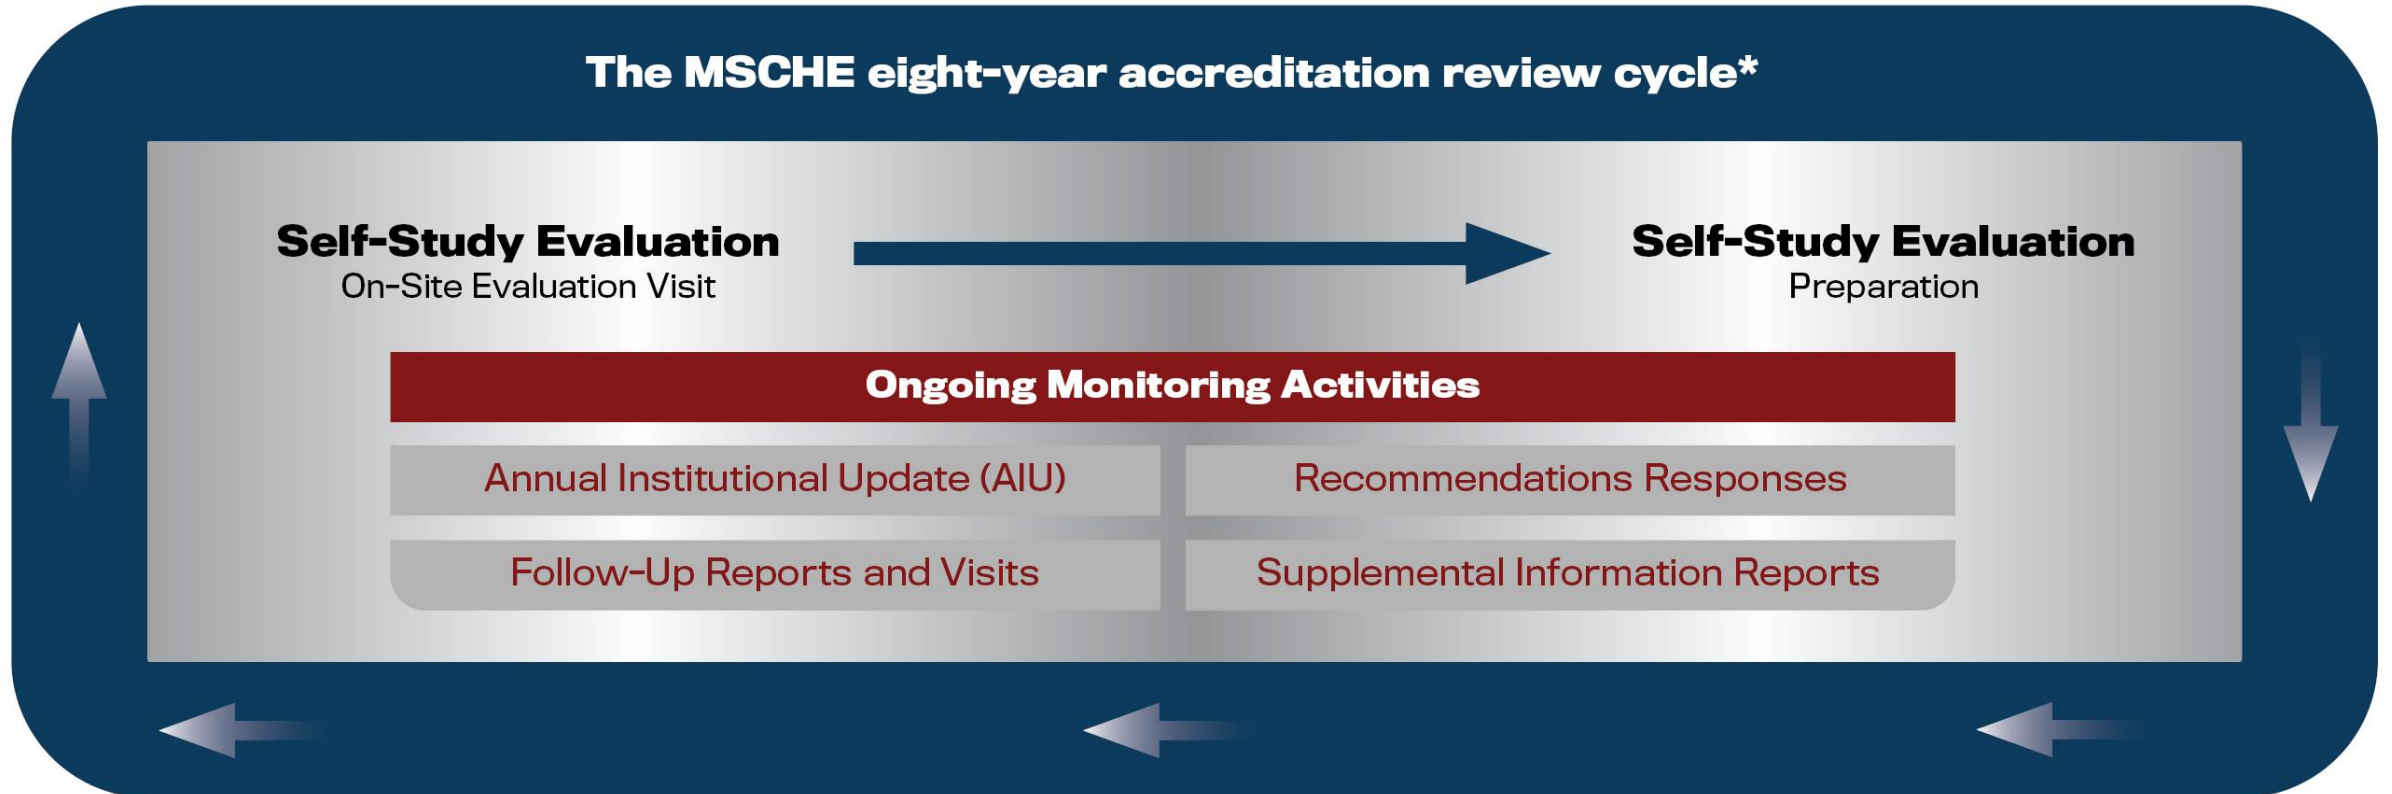 The MSCHE eight-year accreditation review cycle*
Self-Study Evaluation
On-Site Evaluation Visit
Self-Study Evaluation
Preparation
Ongoing Monitoring Activities
Annual Institutional Update (AIU)
Recommendations Responses
Follow-Up Reports and Visits
Supplemental Information Reports